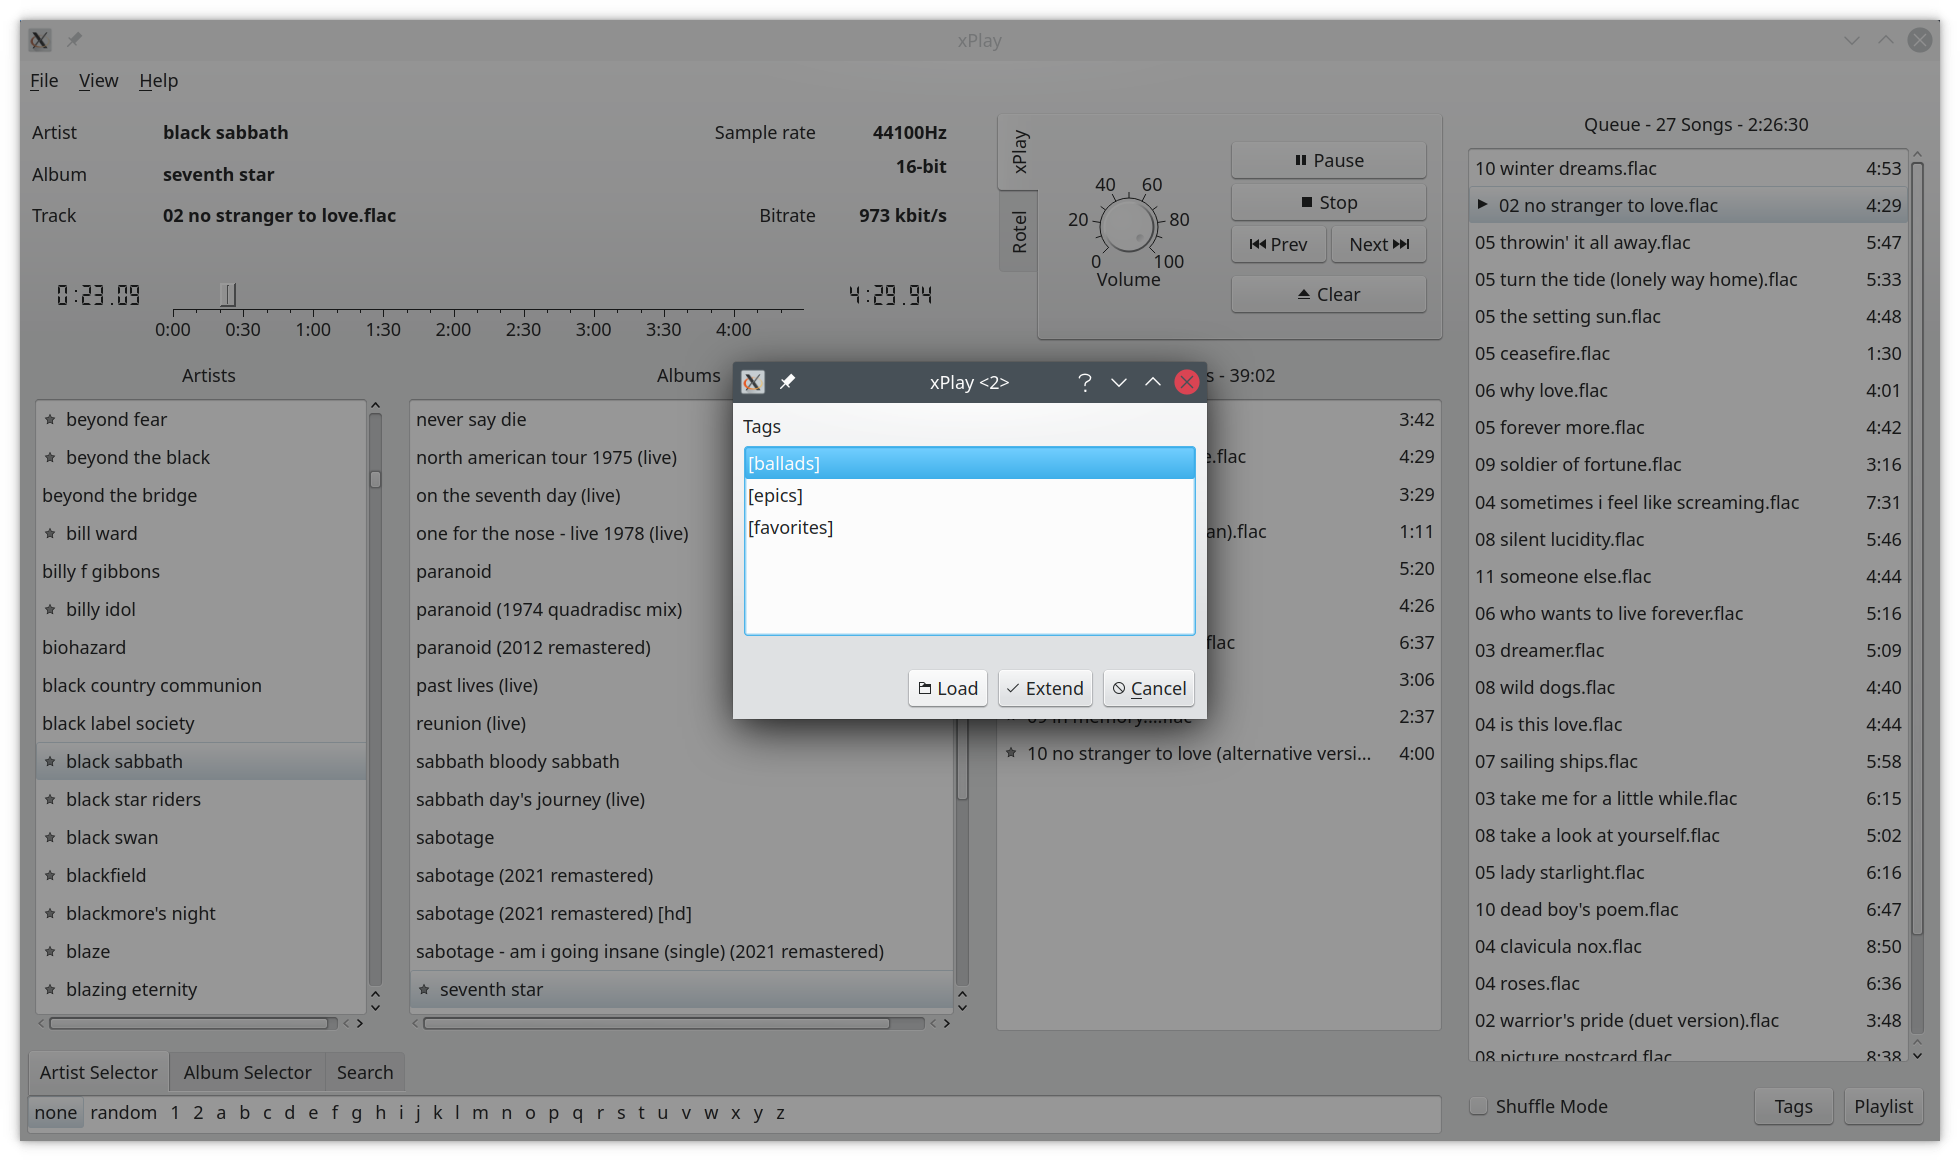 xPlay
File View Help
Artist black sabbath
Album seventh star
Track 02 no stranger to love.flac
Sample rate 44100Hz
16-bit
Bitrate 973 kbit/s
0:23.09
4:29.94
0:00 0:30 1:00 1:30 2:00 2:30 3:00 3:30 4:00
xPlay
Rotel
0 20 40 60 80 100
Volume
Pause
Stop
Prev Next
Clear
Queue - 27 Songs - 2:26:30
10 winter dreams.flac 4:53
02 no stranger to love.flac 4:29
05 throwin' it all away.flac 5:47
05 turn the tide (lonely way home).flac 5:33
05 the setting sun.flac 4:48
05 ceasefire.flac 1:30
06 why love.flac 4:01
05 forever more.flac 4:42
09 soldier of fortune.flac 3:16
04 sometimes i feel like screaming.flac 7:31
08 silent lucidity.flac 5:46
11 someone else.flac 4:44
06 who wants to live forever.flac 5:16
03 dreamer.flac 5:09
08 wild dogs.flac 4:40
04 is this love.flac 4:44
07 sailing ships.flac 5:58
03 take me for a little while.flac 6:15
08 take a look at yourself.flac 5:02
05 lady starlight.flac 6:16
10 dead boy's poem.flac 6:47
04 clavicula nox.flac 8:50
04 roses.flac 6:36
02 warrior's pride (duet version).flac 3:48
08 picture postcard.flac 8:38
Artists
beyond fear
beyond the black
beyond the bridge
bill ward
billy f gibbons
billy idol
biohazard
black country communion
black label society
black sabbath
black star riders
black swan
blackfield
blackmore's night
blaze
blazing eternity
Albums
never say die
north american tour 1975 (live)
on the seventh day (live)
one for the nose - live 1978 (live)
paranoid
paranoid (1974 quadradisc mix)
paranoid (2012 remastered)
past lives (live)
reunion (live)
sabbath bloody sabbath
sabbath day's journey (live)
sabotage
sabotage (2021 remastered)
sabotage (2021 remastered) [hd]
sabotage - am i going insane (single) (2021 remastered)
seventh star
s - 39:02
3:42
e.flac 4:29
3:29
an).flac 1:11
5:20
4:26
flac 6:37
3:06
09 in memory....flac 2:37
10 no stranger to love (alternative versi... 4:00
xPlay <2>
Tags
[ballads]
[epics]
[favorites]
Load Extend Cancel
Artist Selector Album Selector Search
none random 1 2 a b c d e f g h i j k l m n o p q r s t u v w x y z
Shuffle Mode Tags Playlist